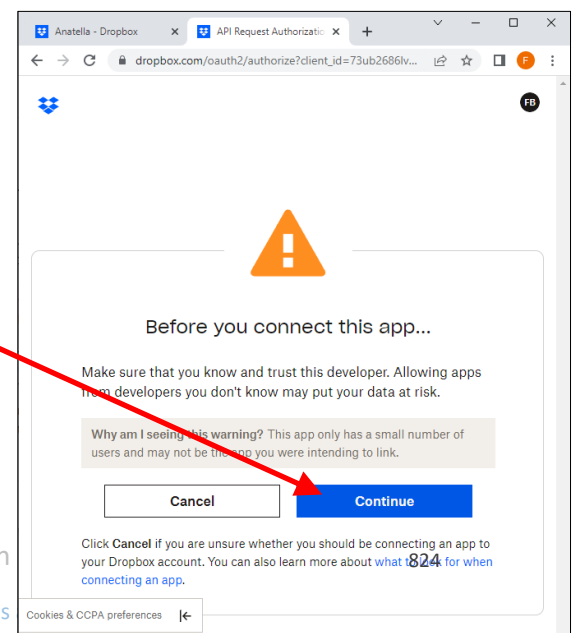 Anatella - Dropbox
API Request Authorizatio
dropbox.com/oauth2/authorize?client_id=73ub2686lv...
F
FB
Before you connect this app...
Make sure that you know and trust this developer. Allowing apps
from developers you don't know may put your data at risk.
Why am I seeing this warning? This app only has a small number of
users and may not be the app you were intending to link.
Cancel
Continue
Click Cancel if you are unsure whether you should be connecting an app to
your Dropbox account. You can also learn more about what to look for when
824
connecting an app.
n
s
Cookies & CCPA preferences